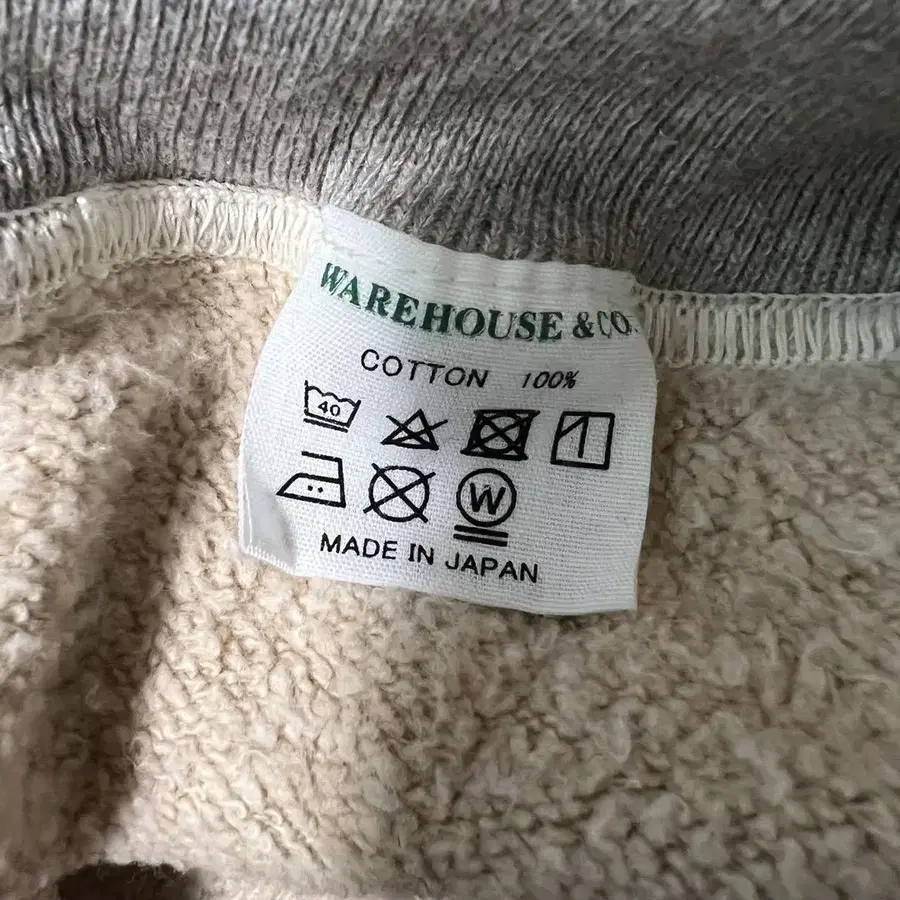 WAREHOUSE & CO.
COTTON 100%
40
W
MADE IN JAPAN